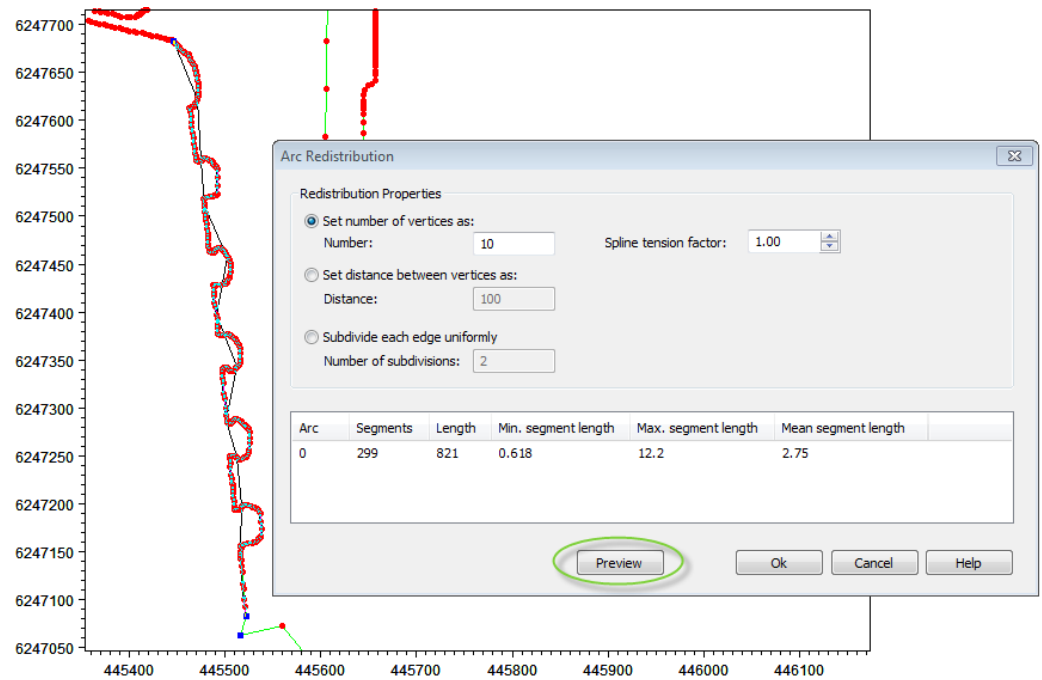 6247700
6247650
6247600
6247550
6247500
6247450
6247400
6247350
6247300
6247250
6247200
6247150
6247100
6247050
445400 445500 445600 445700 445800 445900 446000 446100
Arc Redistribution
Redistribution Properties
Set number of vertices as:
Number: 10 Spline tension factor: 1.00
Set distance between vertices as:
Distance: 100
Subdivide each edge uniformly
Number of subdivisions: 2
Arc Segments Length Min. segment length Max. segment length Mean segment length
0 299 821 0.618 12.2 2.75
Preview Ok Cancel Help